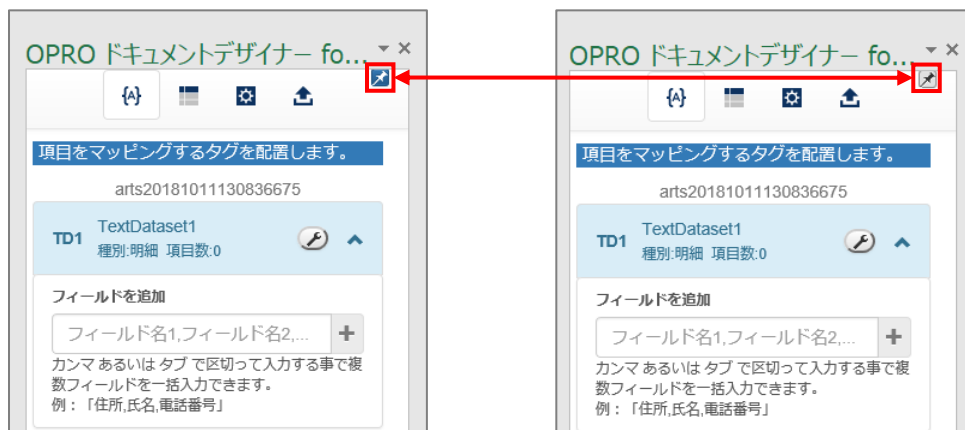 OPRO ドキュメントデザイナー fo...
{A}
項目をマッピングするタグを配置します。
arts20181011130836675
TD1 TextDataset1
種別:明細 項目数:0
フィールドを追加
フィールド名1,フィールド名2,...
カンマ あるいは タブ で区切って入力する事で複
数フィールドを一括入力できます。
例：「住所,氏名,電話番号」
OPRO ドキュメントデザイナー fo...
{A}
項目をマッピングするタグを配置します。
arts20181011130836675
TD1 TextDataset1
種別:明細 項目数:0
フィールドを追加
フィールド名1,フィールド名2,...
カンマ あるいは タブ で区切って入力する事で複
数フィールドを一括入力できます。
例：「住所,氏名,電話番号」